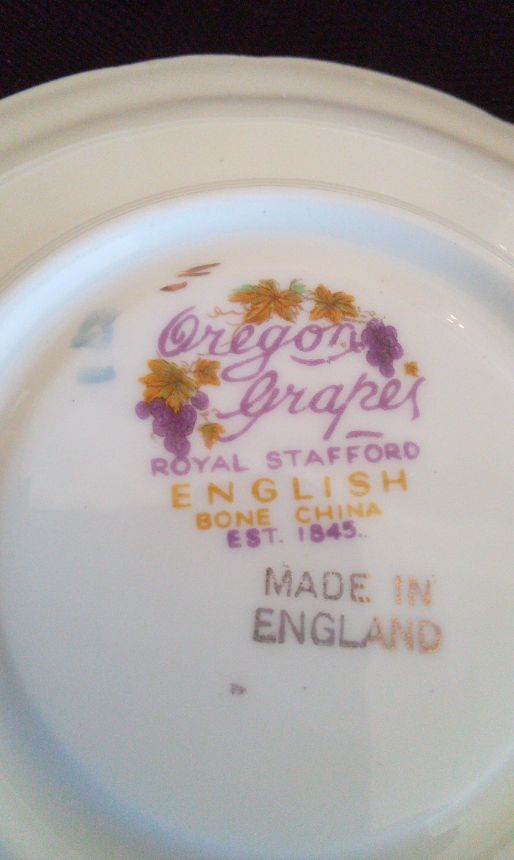 Oregon
Grapes
ROYAL STAFFORD
ENGLISH
BONE CHINA
EST. 1845.
MADE IN
ENGLAND